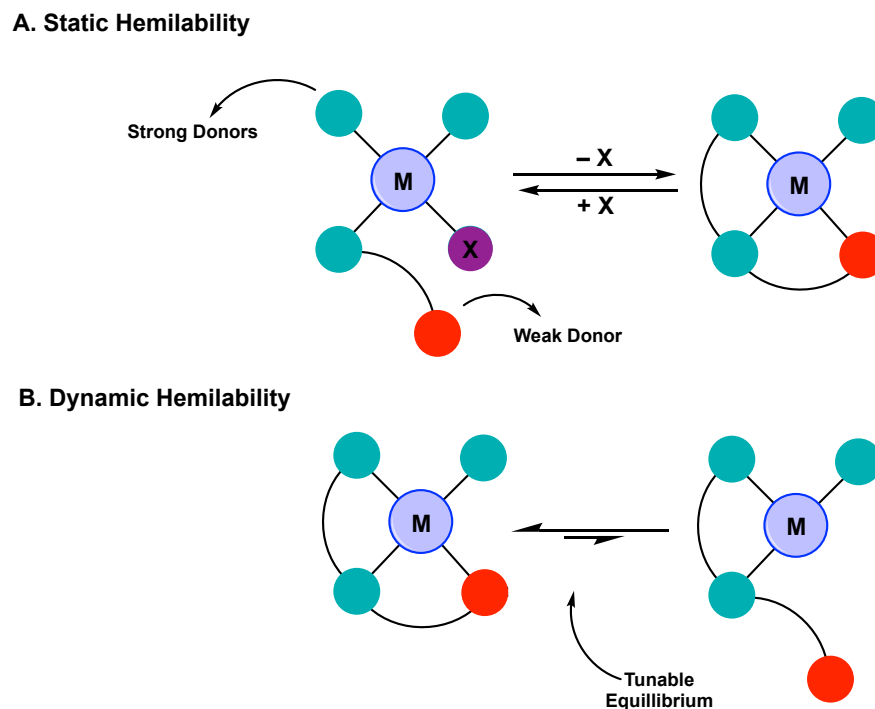 A. Static Hemilability
Strong Donors
M
X
– X
+ X
M
Weak Donor
B. Dynamic Hemilability
M
M
Tunable
Equillibrium